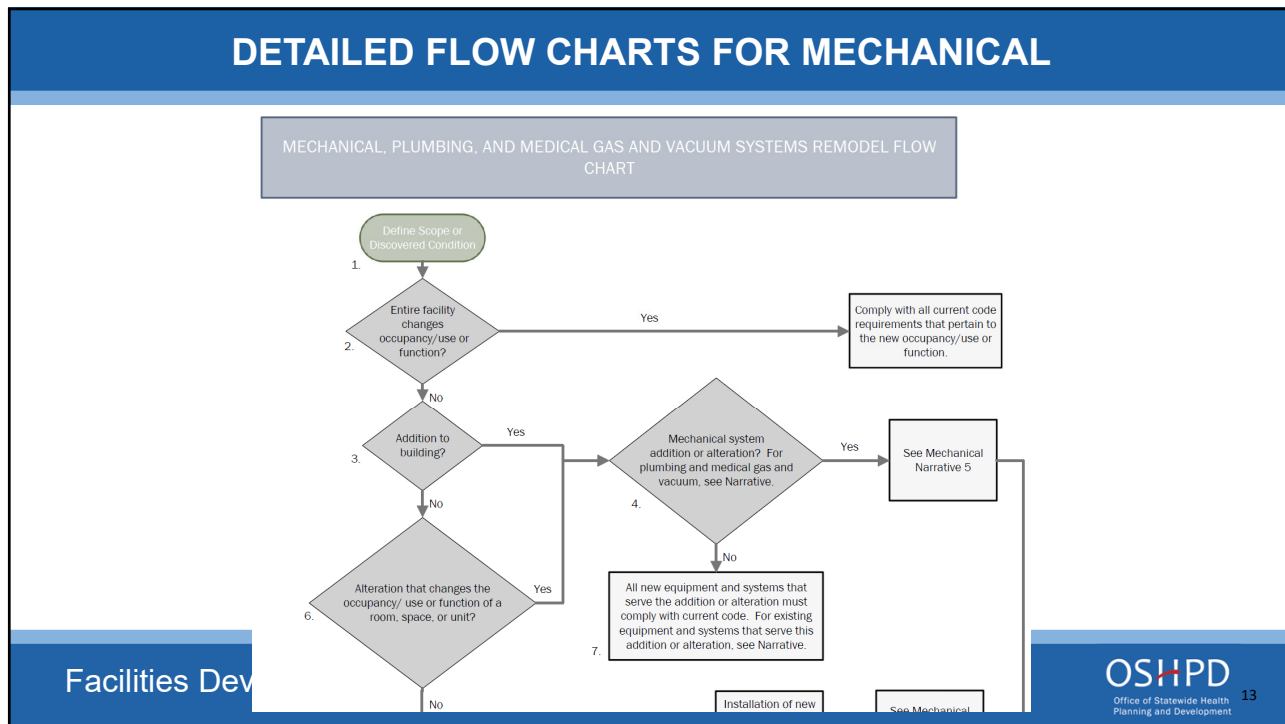 DETAILED FLOW CHARTS FOR MECHANICAL
MECHANICAL, PLUMBING, AND MEDICAL GAS AND VACUUM SYSTEMS REMODEL FLOW
CHART
Define Scope or
Discovered Condition
1.
Entire facility
changes
occupancy/use or
function?
2.
Yes
Comply with all current code
requirements that pertain to
the new occupancy/use or
function.
No
Addition to
building?
3.
Yes
Mechanical system
addition or alteration? For
plumbing and medical gas and
vacuum, see Narrative.
4.
Yes
See Mechanical
Narrative 5
No
Alteration that changes the
occupancy/ use or function of a
room, space, or unit?
6.
Yes
No
All new equipment and systems that
serve the addition or alteration must
comply with current code. For existing
equipment and systems that serve this
addition or alteration, see Narrative.
7.
No
Installation of new
See Mechanical
Facilities Dev
OSHPD
Office of Statewide Health
Planning and Development
13